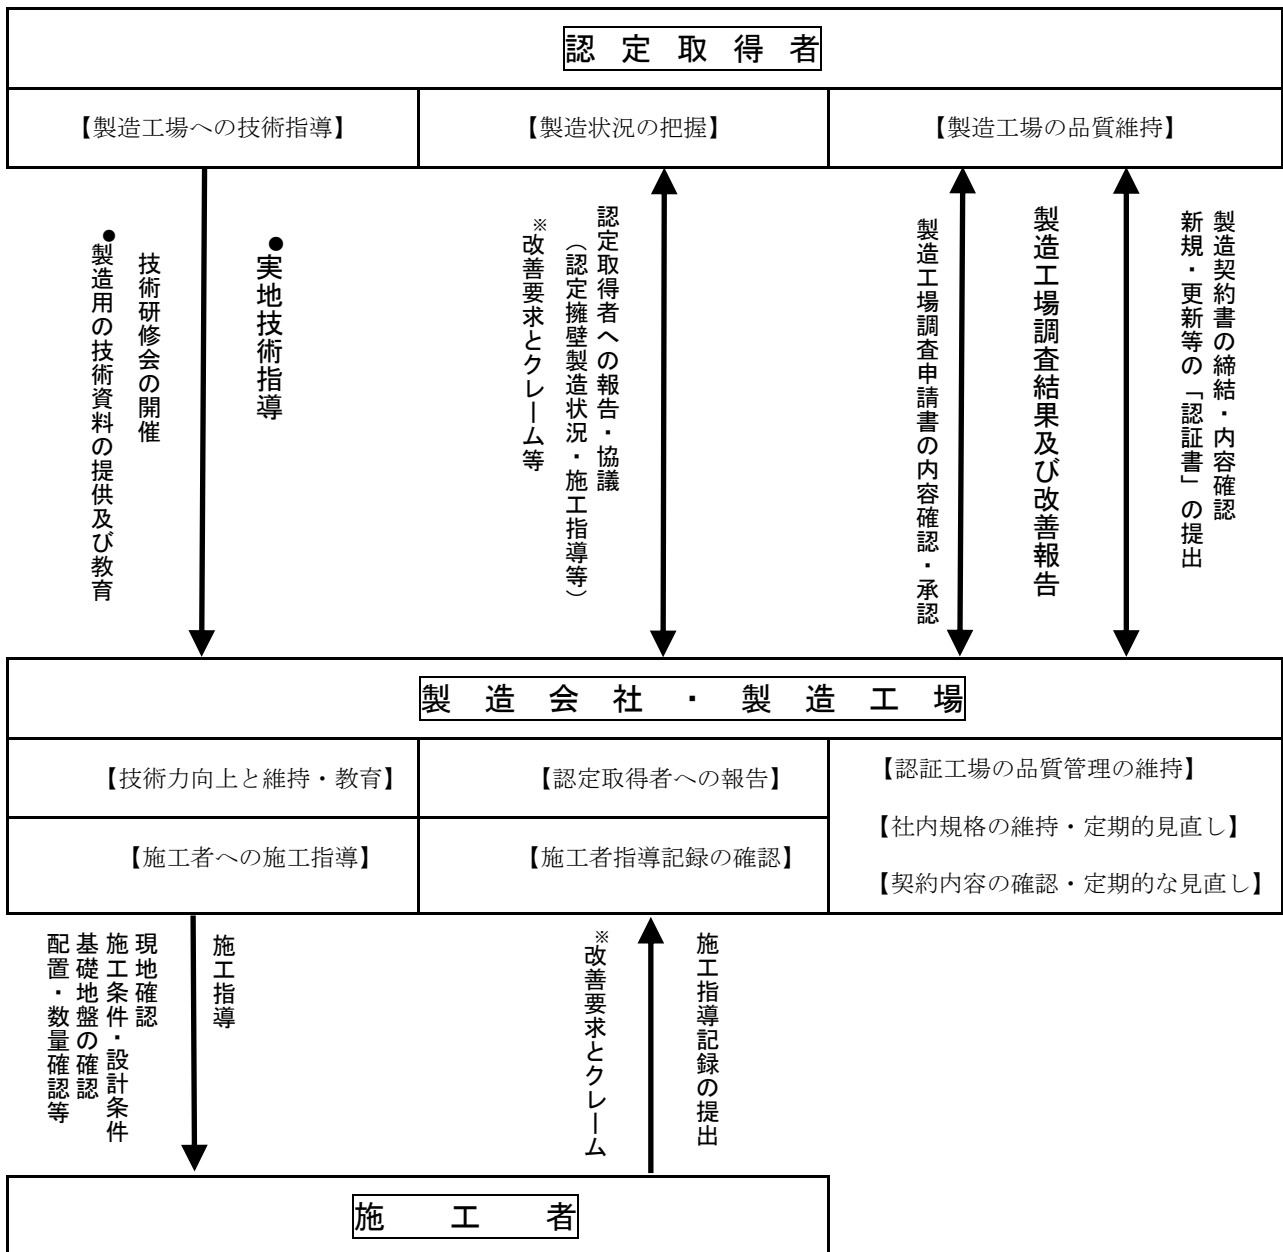 認定取得者
【製造工場への技術指導】
【製造状況の把握】
【製造工場の品質維持】
●実地技術指導
技術研修会の開催
●製造用の技術資料の提供及び教育
認定取得者への報告・協議
（認定擁壁製造状況・施工指導等）
※改善要求とクレーム等
製造契約書の締結・内容確認
新規・更新等の「認証書」の提出
製造工場調査結果及び改善報告
製造工場調査申請書の内容確認・承認
製造会社・製造工場
【技術力向上と維持・教育】
【認定取得者への報告】
【認証工場の品質管理の維持】
【社内規格の維持・定期的見直し】
【契約内容の確認・定期的な見直し】
【施工者への施工指導】
【施工者指導記録の確認】
施工指導
現地確認
施工条件・設計条件
基礎地盤の確認
配置・数量確認等
施工指導記録の提出
※改善要求とクレーム
施工者